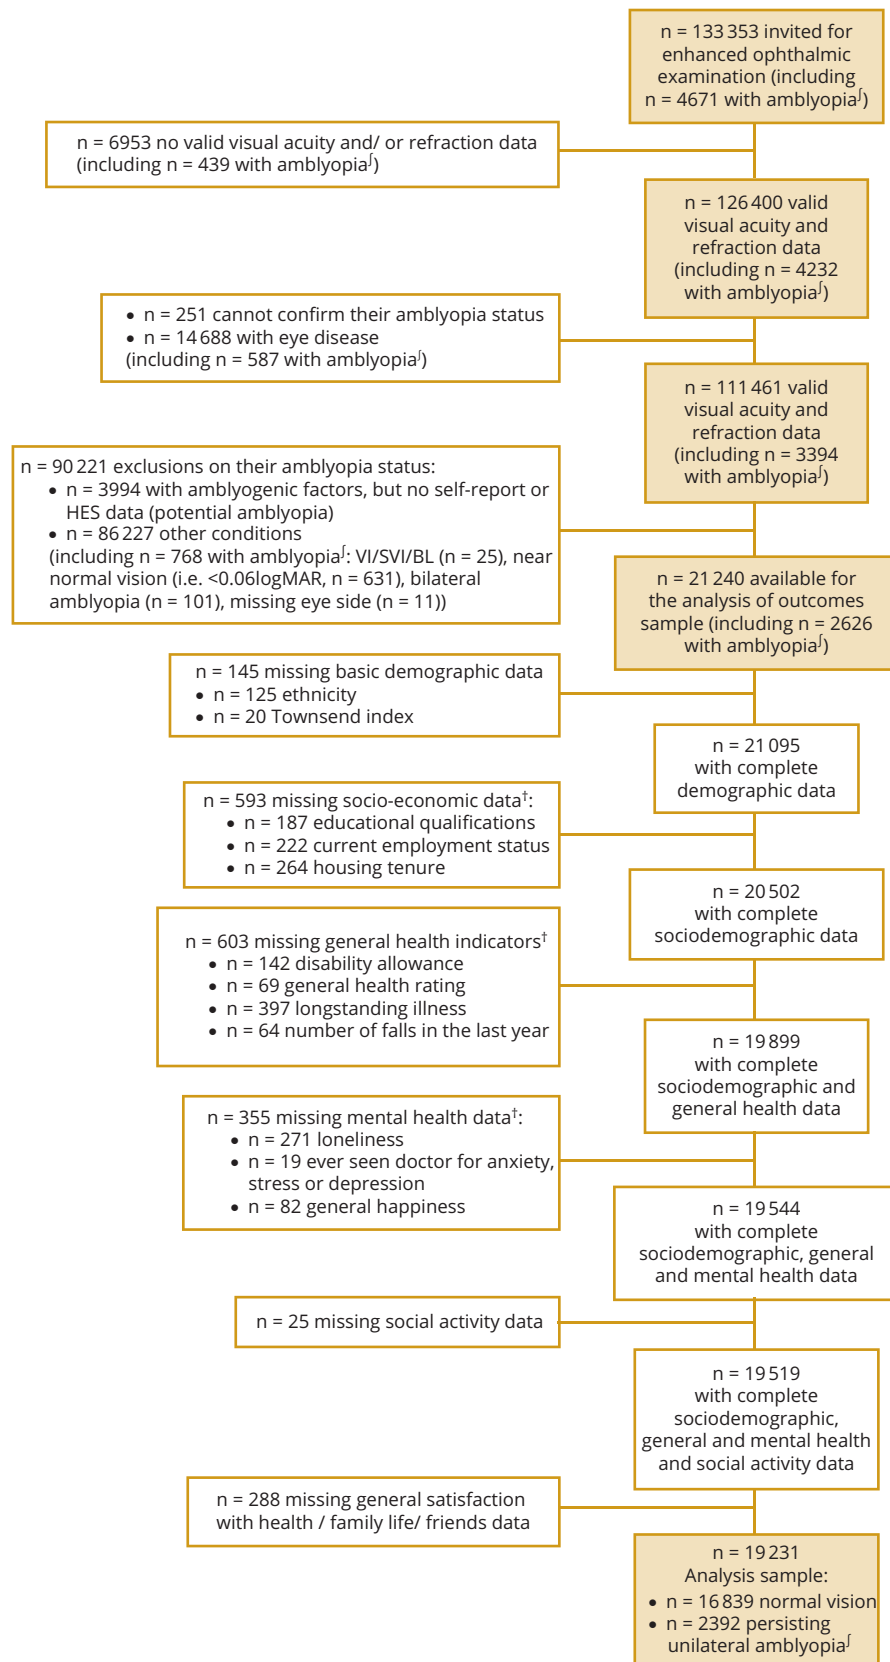 n = 133 353 invited for
enhanced ophthalmic
examination (including
n = 4671 with amblyopia⌠)
n = 6953 no valid visual acuity and/ or refraction data
(including n = 439 with amblyopia⌠)
n = 126 400 valid
visual acuity and
refraction data
(including n = 4232
with amblyopia⌠)
• n = 251 cannot confirm their amblyopia status
• n = 14 688 with eye disease
(including n = 587 with amblyopia⌠)
n = 111 461 valid
visual acuity and
refraction data
(including n = 3394
with amblyopia⌠)
n = 90 221 exclusions on their amblyopia status:
• n = 3994 with amblyogenic factors, but no self-report or
HES data (potential amblyopia)
• n = 86 227 other conditions
(including n = 768 with amblyopia⌠: VI/SVI/BL (n = 25), near
normal vision (i.e. <0.06logMAR, n = 631), bilateral
amblyopia (n = 101), missing eye side (n = 11))
n = 21 240 available for
the analysis of outcomes
sample (including n = 2626
with amblyopia⌠)
n = 145 missing basic demographic data
• n = 125 ethnicity
• n = 20 Townsend index
n = 21 095
with complete
demographic data
n = 593 missing socio-economic data†:
• n = 187 educational qualifications
• n = 222 current employment status
• n = 264 housing tenure
n = 20 502
with complete
sociodemographic data
n = 603 missing general health indicators†
• n = 142 disability allowance
• n = 69 general health rating
• n = 397 longstanding illness
• n = 64 number of falls in the last year
n = 19 899
with complete
sociodemographic and
general health data
n = 355 missing mental health data†:
• n = 271 loneliness
• n = 19 ever seen doctor for anxiety,
stress or depression
• n = 82 general happiness
n = 19 544
with complete
sociodemographic, general
and mental health data
n = 25 missing social activity data
n = 19 519
with complete
sociodemographic,
general and mental health
and social activity data
n = 288 missing general satisfaction
with health / family life/ friends data
n = 19 231
Analysis sample:
• n = 16 839 normal vision
• n = 2392 persisting
unilateral amblyopia⌠